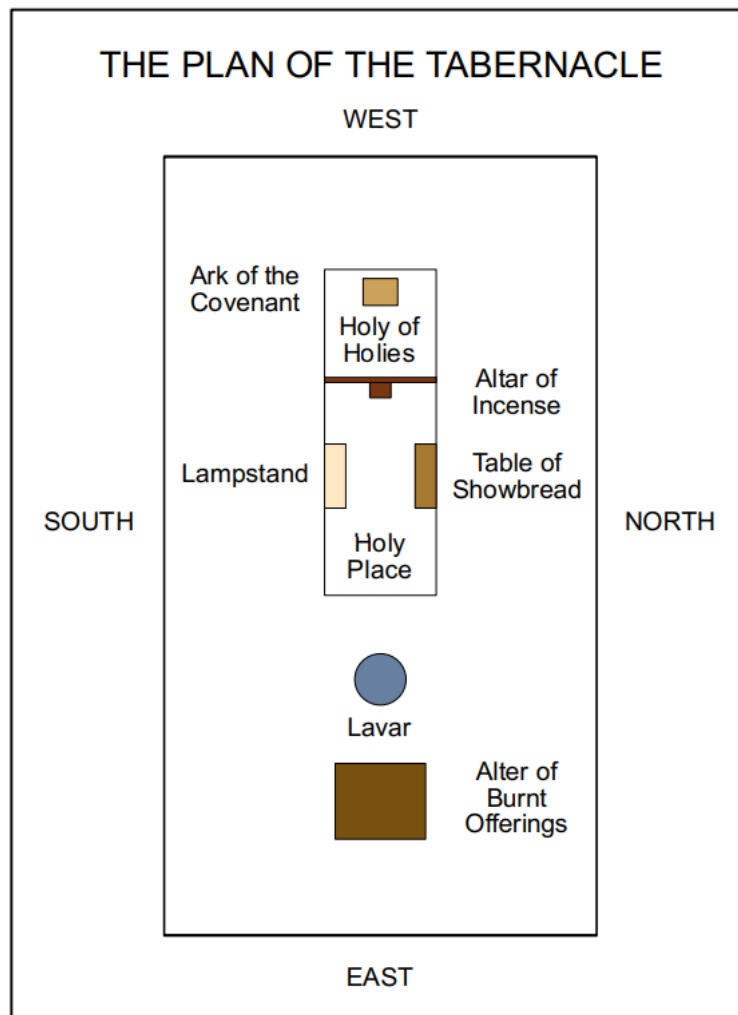 THE PLAN OF THE TABERNACLE
WEST
Ark of the
Covenant
Holy of
Holies
Altar of
Incense
Lampstand
Table of
Showbread
SOUTH
NORTH
Holy
Place
Lavar
Alter of
Burnt
Offerings
EAST